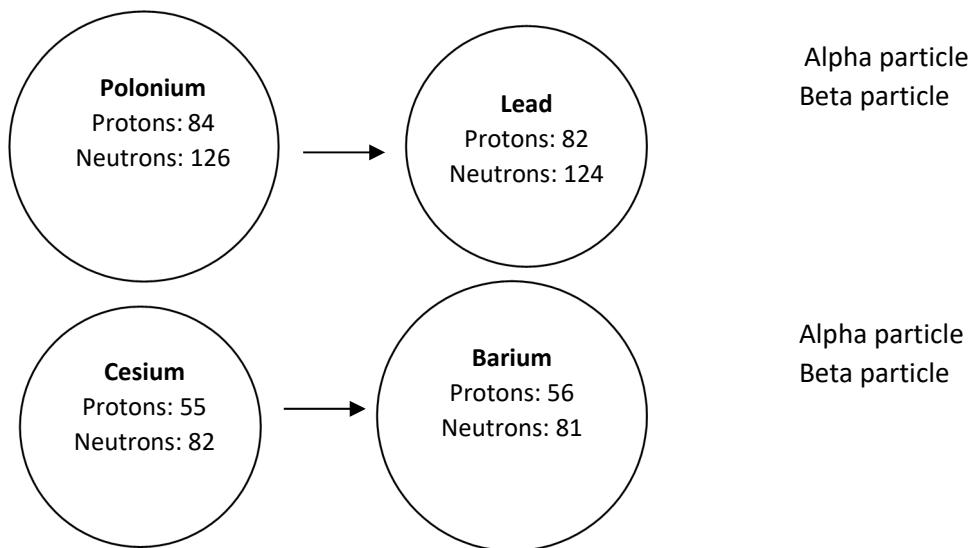 Polonium
Protons: 84
Neutrons: 126
Lead
Protons: 82
Neutrons: 124
Alpha particle
Beta particle
Cesium
Protons: 55
Neutrons: 82
Barium
Protons: 56
Neutrons: 81
Alpha particle
Beta particle